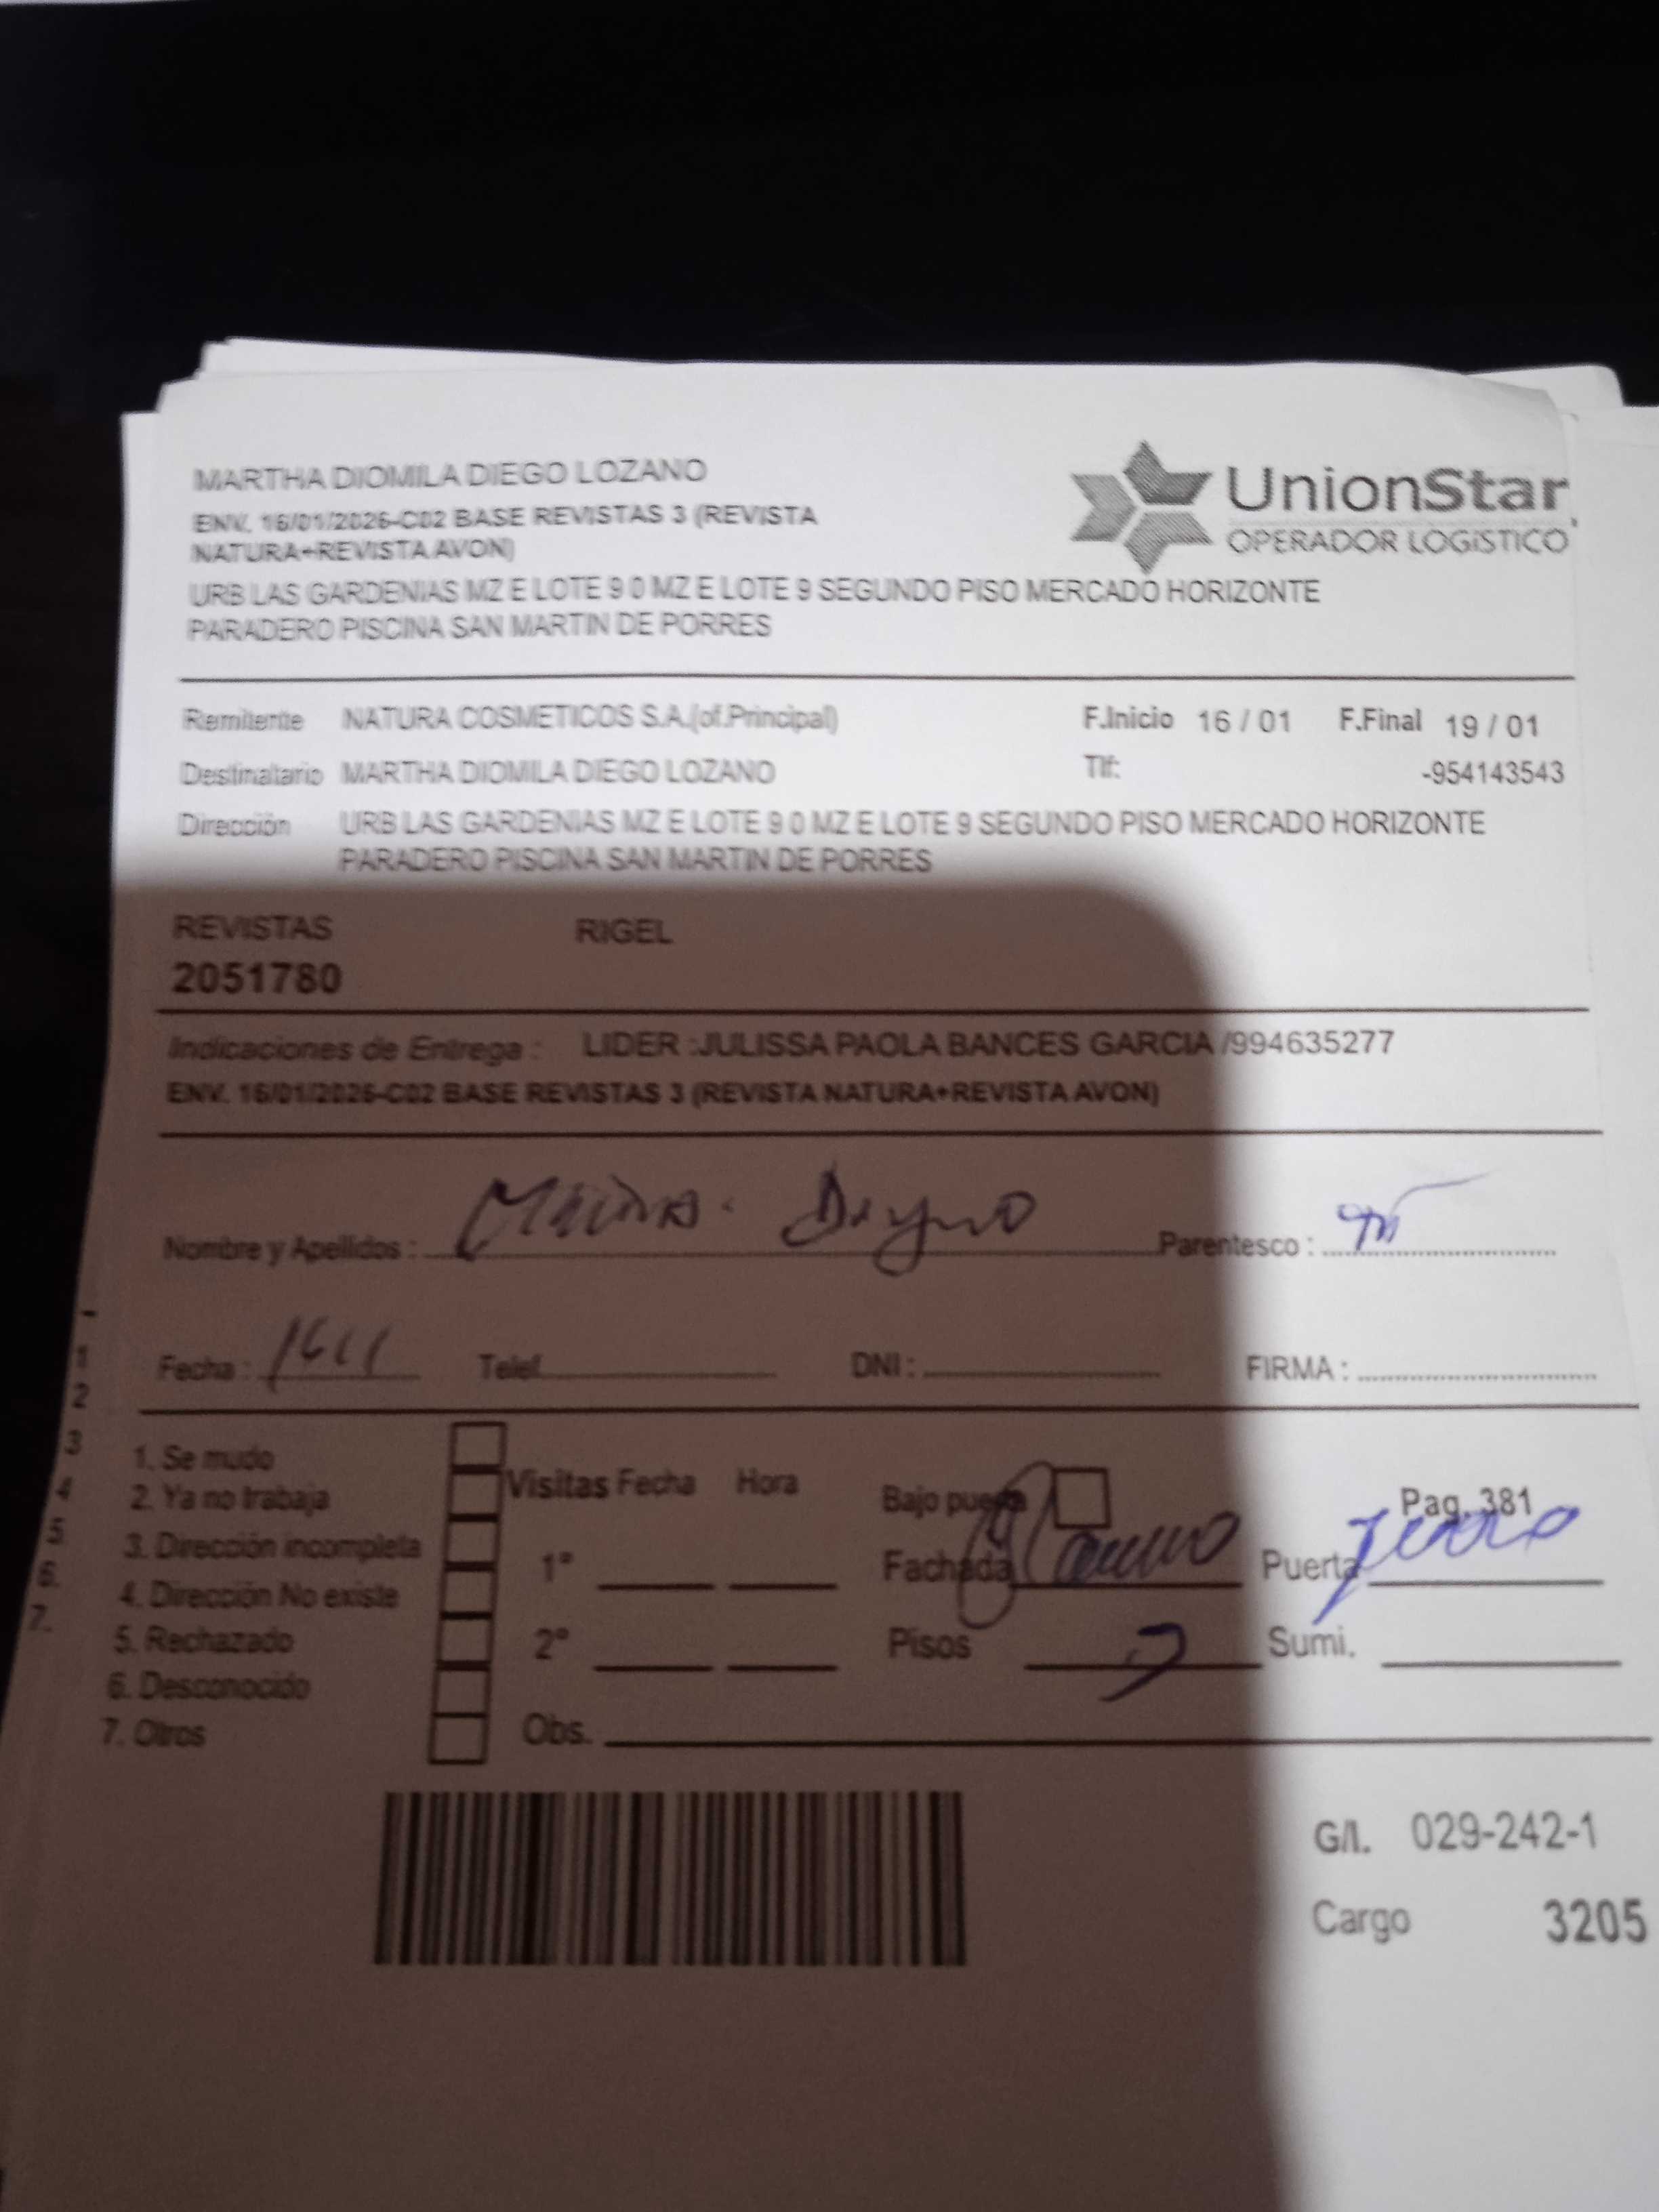 MARTHA DIOMILA DIEGO LOZANO
ENV. 16/01/2026-C02 BASE REVISTAS 3 (REVISTA
NATURA+REVISTA AVON)
URB LAS GARDENIAS MZ E LOTE 9 0 MZ E LOTE 9 SEGUNDO PISO MERCADO HORIZONTE
PARADERO PISCINA SAN MARTIN DE PORRES
UnionStar
OPERADOR LOGÍSTICO
Remitente NATURA COSMETICOS S.A.(of.Principal) F.Inicio 16 / 01 F.Final 19 / 01
Destinatario MARTHA DIOMILA DIEGO LOZANO Tlf: -954143543
Dirección URB LAS GARDENIAS MZ E LOTE 9 0 MZ E LOTE 9 SEGUNDO PISO MERCADO HORIZONTE
PARADERO PISCINA SAN MARTIN DE PORRES
REVISTAS RIGEL
2051780
Indicaciones de Entrega : LIDER :JULISSA PAOLA BANCES GARCIA /994635277
ENV. 16/01/2026-C02 BASE REVISTAS 3 (REVISTA NATURA+REVISTA AVON)
Nombre y Apellidos : Parentesco :
Fecha : Telef. DNI : FIRMA :
1. Se mudo
2. Ya no trabaja
3. Dirección incompleta
4. Dirección No existe
5. Rechazado
6. Desconocido
7. Otros
Visitas Fecha Hora
1°
2°
Obs.
Bajo puerta Pag. 381
Fachada Puerta
Pisos Sumi.
G/I. 029-242-1
Cargo 3205
2
3
4
5
6.
7.